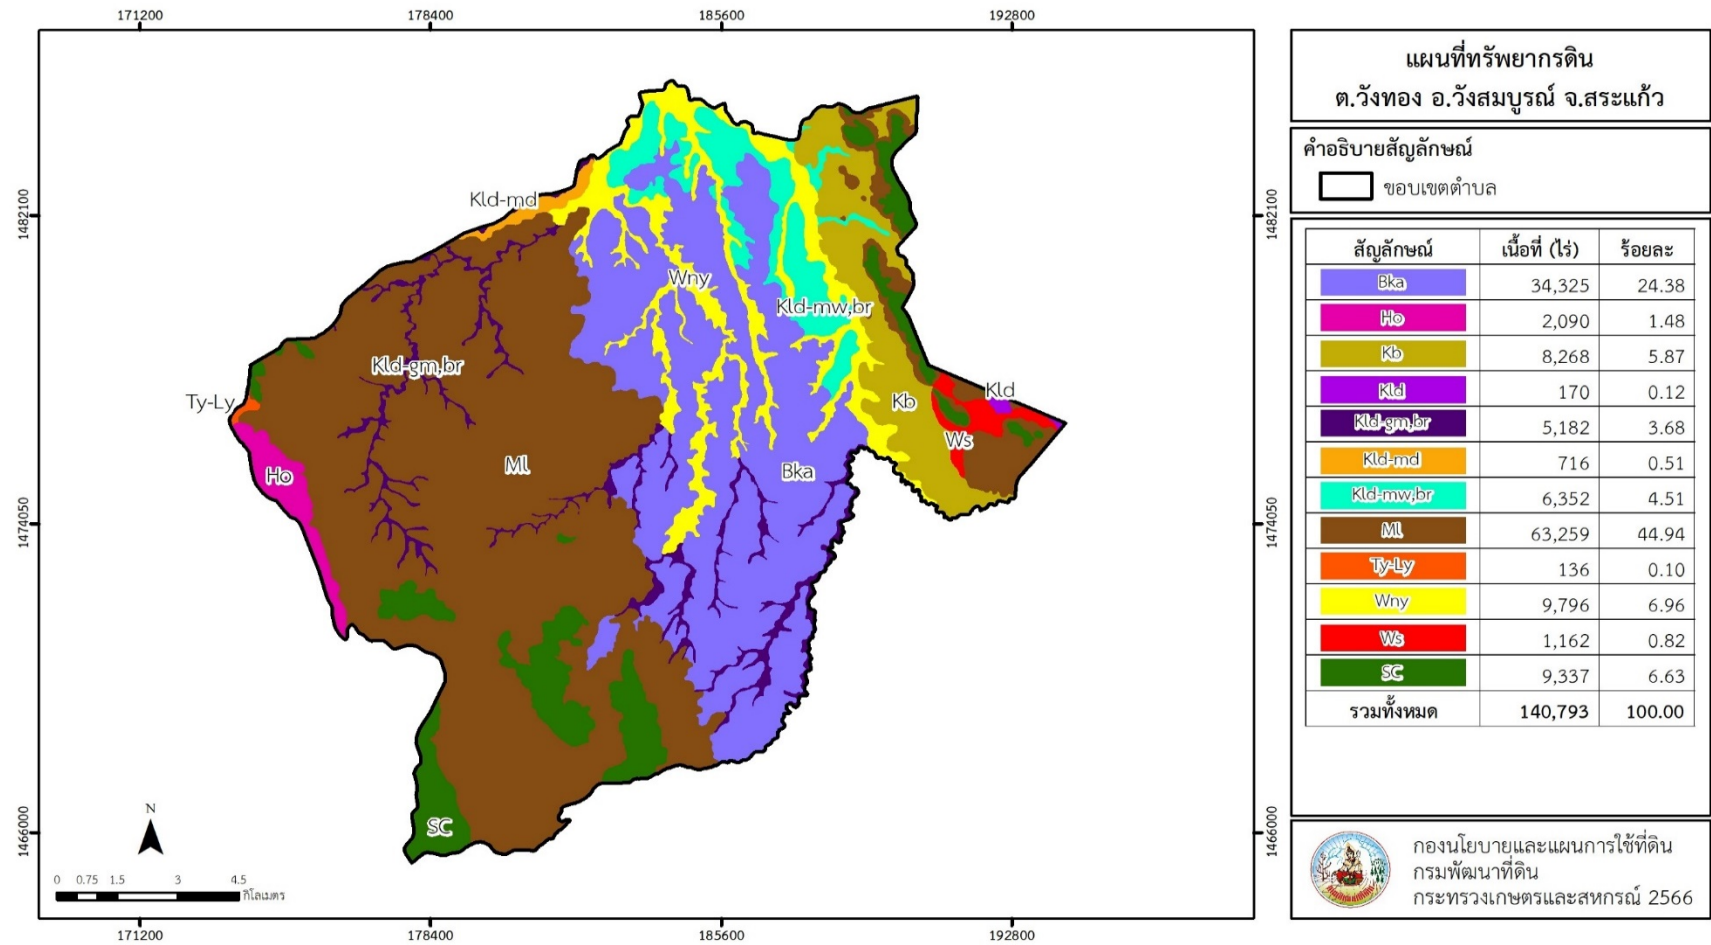 171200 178400 185600 192800
1482100 1474050 1466000
1482100 1474050 1466000
Kld-md
Wny
Kld-mw,br
Kld-gm,br
Ty-Ly
Kld
Kb
Ws
Ho
Ml
Bka
SC
N
0 0.75 1.5 3 4.5
กิโลเมตร
171200 178400 185600 192800
แผนที่ทรัพยากรดิน
ต.วังทอง อ.วังสมบูรณ์ จ.สระแก้ว
คำอธิบายสัญลักษณ์
ขอบเขตตำบล
สัญลักษณ์ เนื้อที่ (ไร่) ร้อยละ
Bka 34,325 24.38
Ho 2,090 1.48
Kb 8,268 5.87
Kld 170 0.12
Kld-gm,br 5,182 3.68
Kld-md 716 0.51
Kld-mw,br 6,352 4.51
Ml 63,259 44.94
Ty-Ly 136 0.10
Wny 9,796 6.96
Ws 1,162 0.82
SC 9,337 6.63
รวมทั้งหมด 140,793 100.00
กองนโยบายและแผนการใช้ที่ดิน
กรมพัฒนาที่ดิน
กระทรวงเกษตรและสหกรณ์ 2566